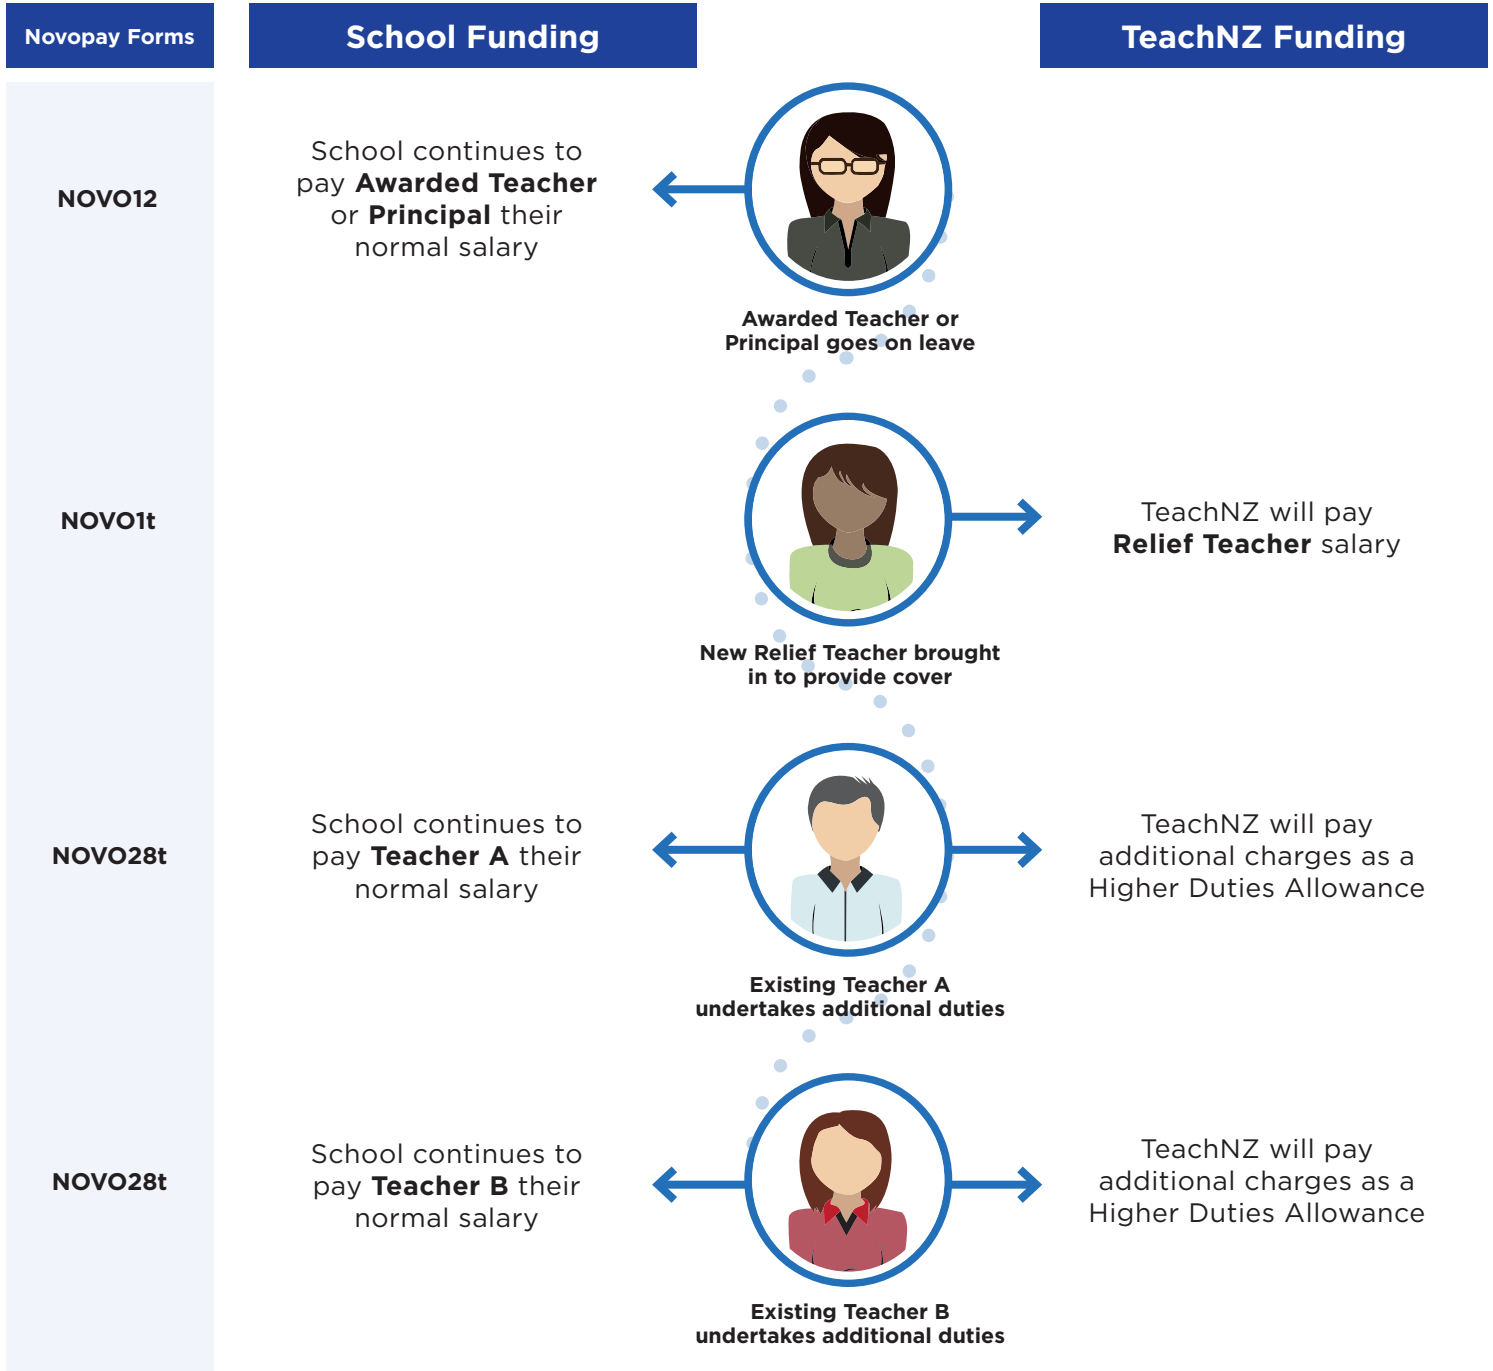 Novopay Forms
School Funding
TeachNZ Funding
NOVO12
School continues to
pay Awarded Teacher
or Principal their
normal salary
Awarded Teacher or
Principal goes on leave
NOVO1t
New Relief Teacher brought
in to provide cover
TeachNZ will pay
Relief Teacher salary
NOVO28t
School continues to
pay Teacher A their
normal salary
Existing Teacher A
undertakes additional duties
TeachNZ will pay
additional charges as a
Higher Duties Allowance
NOVO28t
School continues to
pay Teacher B their
normal salary
Existing Teacher B
undertakes additional duties
TeachNZ will pay
additional charges as a
Higher Duties Allowance